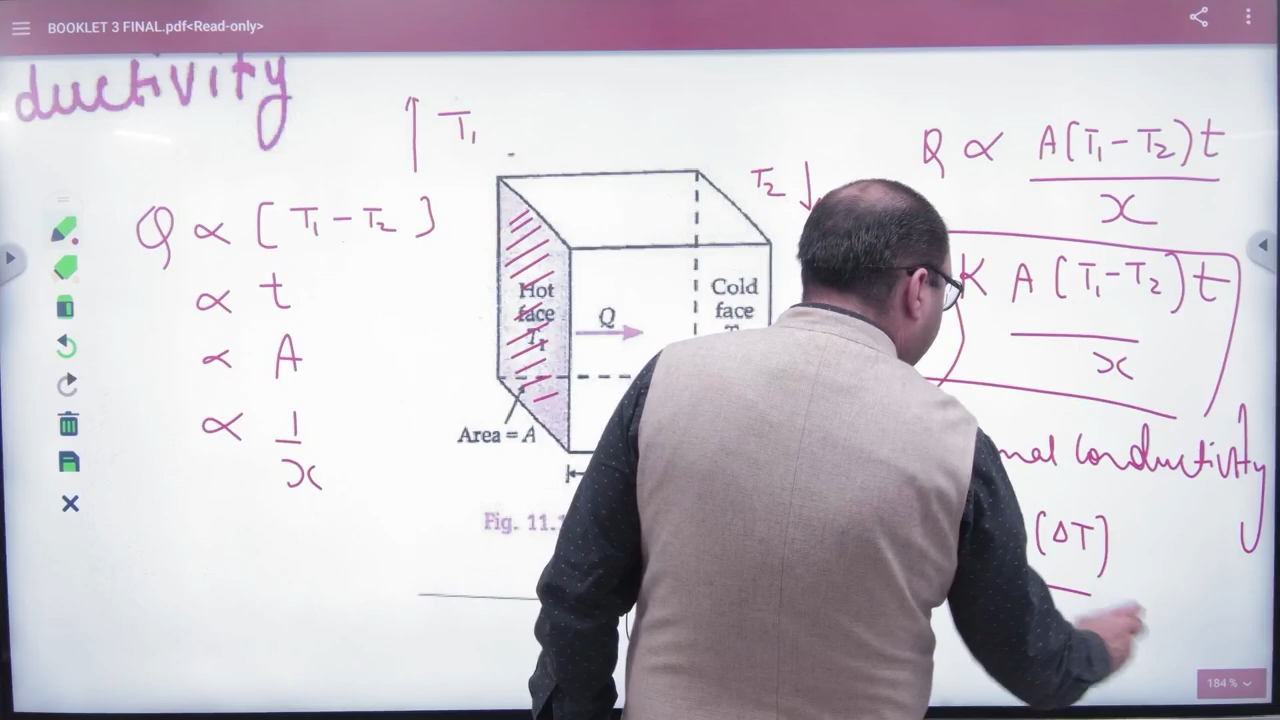 BOOKLET 3 FINAL.pdf<Read-only>
ductivity
↑ T₁
T₂ ↓
Q ∝ [T₁ - T₂]
∝ t
∝ A
∝ 1/x
Hot
face
T₁
Q
Cold
face
Area = A
Fig. 11.
Q ∝ A(T₁-T₂)t
x
K A (T₁-T₂)t
x
nal conductivity
(ΔT)
184 %